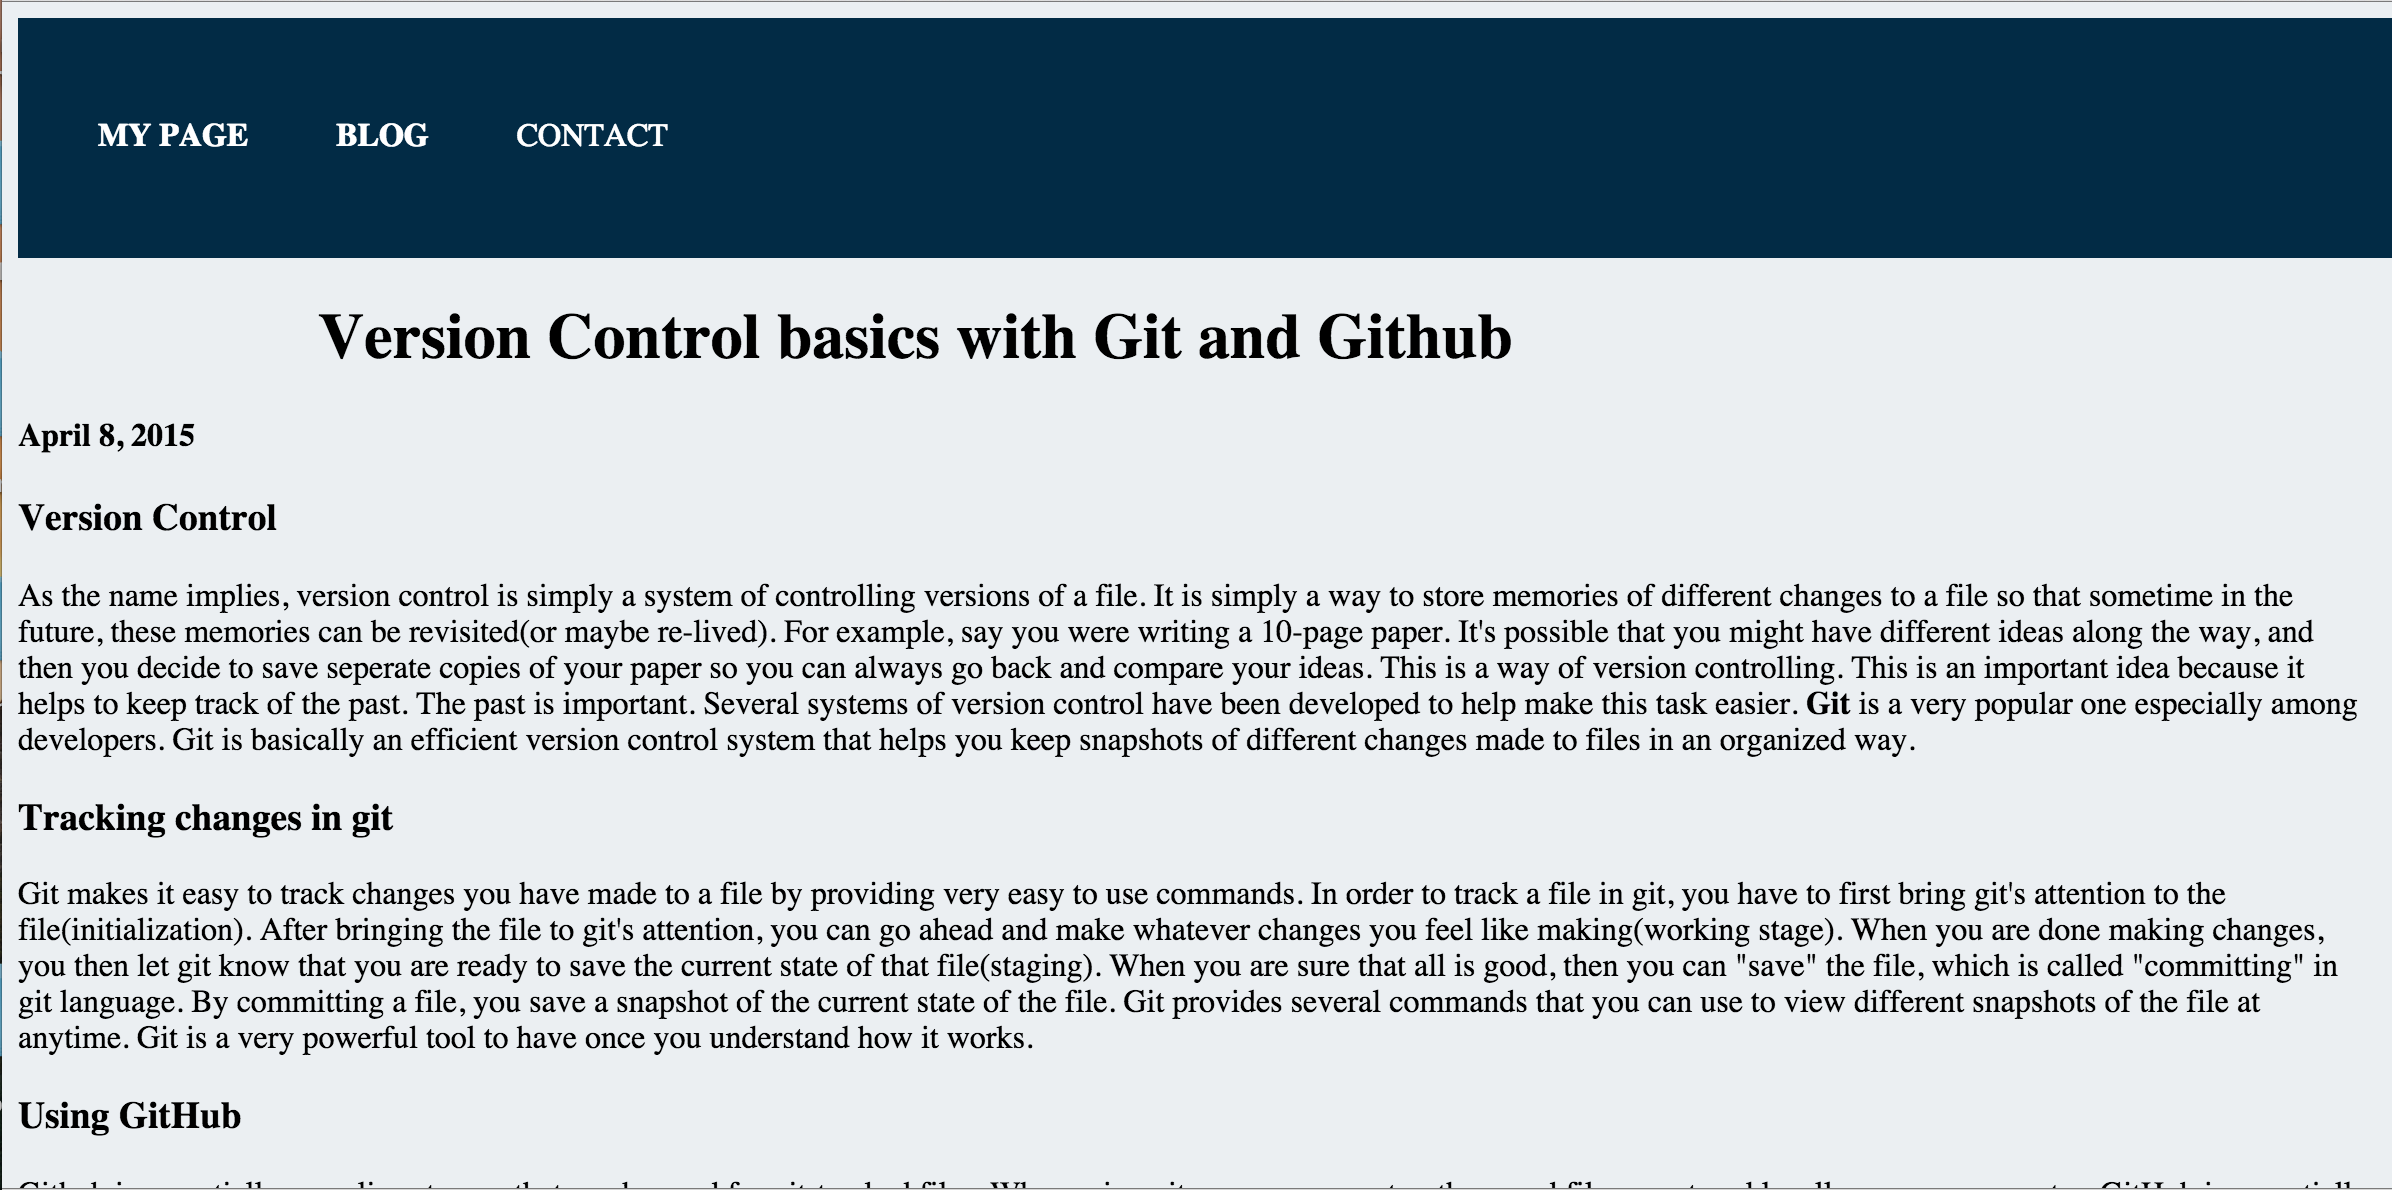 MY PAGE BLOG CONTACT
Version Control basics with Git and Github
April 8, 2015
Version Control
As the name implies, version control is simply a system of controlling versions of a file. It is simply a way to store memories of different changes to a file so that sometime in the
future, these memories can be revisited(or maybe re-lived). For example, say you were writing a 10-page paper. It's possible that you might have different ideas along the way, and
then you decide to save seperate copies of your paper so you can always go back and compare your ideas. This is a way of version controlling. This is an important idea because it
helps to keep track of the past. The past is important. Several systems of version control have been developed to help make this task easier. Git is a very popular one especially among
developers. Git is basically an efficient version control system that helps you keep snapshots of different changes made to files in an organized way.
Tracking changes in git
Git makes it easy to track changes you have made to a file by providing very easy to use commands. In order to track a file in git, you have to first bring git's attention to the
file(initialization). After bringing the file to git's attention, you can go ahead and make whatever changes you feel like making(working stage). When you are done making changes,
you then let git know that you are ready to save the current state of that file(staging). When you are sure that all is good, then you can "save" the file, which is called "committing" in
git language. By committing a file, you save a snapshot of the current state of the file. Git provides several commands that you can use to view different snapshots of the file at
anytime. Git is a very powerful tool to have once you understand how it works.
Using GitHub